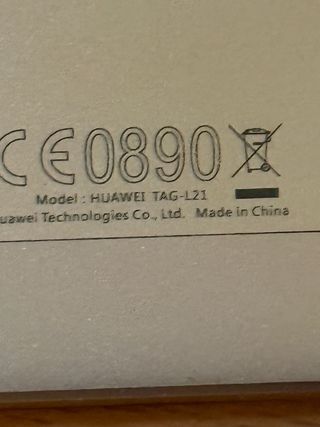 CE0890
Model : HUAWEI TAG-L21
uawei Technologies Co., Ltd. Made in China